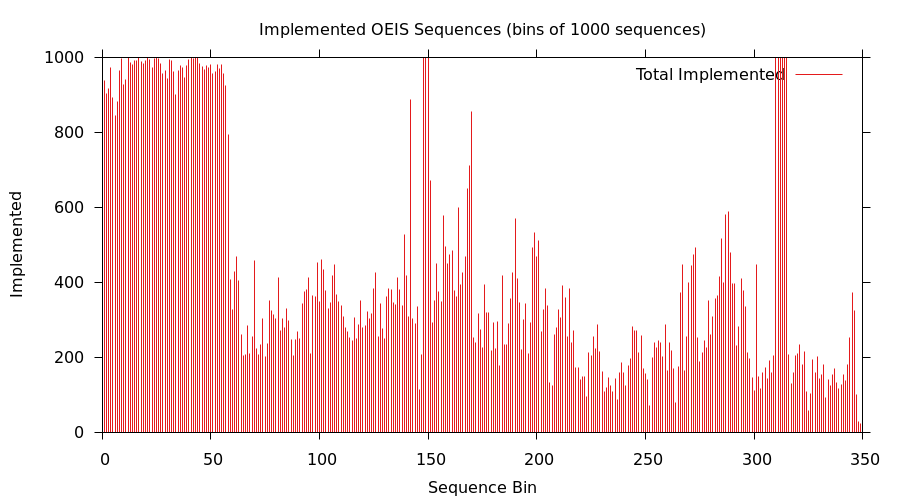 Implemented OEIS Sequences (bins of 1000 sequences)
Total Implemented
Implemented
1000
800
600
400
200
0
0 50 100 150 200 250 300 350
Sequence Bin